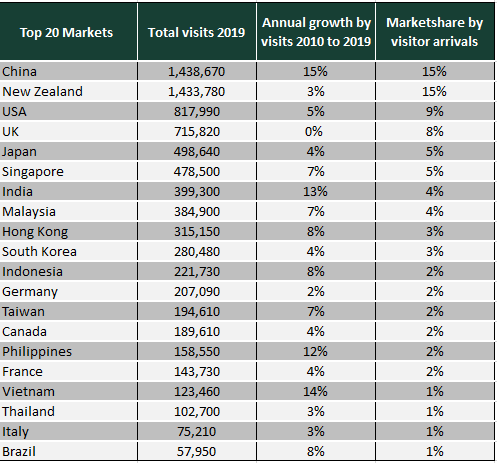 Top 20 Markets Total visits 2019 Annual growth by visits 2010 to 2019 Marketshare by visitor arrivals
China 1,438,670 15% 15%
New Zealand 1,433,780 3% 15%
USA 817,990 5% 9%
UK 715,820 0% 8%
Japan 498,640 4% 5%
Singapore 478,500 7% 5%
India 399,300 13% 4%
Malaysia 384,900 7% 4%
Hong Kong 315,150 8% 3%
South Korea 280,480 4% 3%
Indonesia 221,730 8% 2%
Germany 207,090 2% 2%
Taiwan 194,610 7% 2%
Canada 189,610 4% 2%
Philippines 158,550 12% 2%
France 143,730 4% 2%
Vietnam 123,460 14% 1%
Thailand 102,700 3% 1%
Italy 75,210 3% 1%
Brazil 57,950 8% 1%